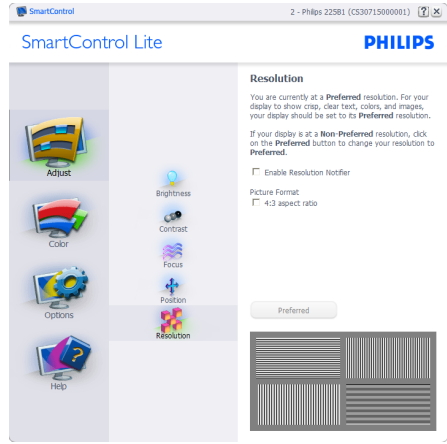 SmartControl
2 - Philips 225B1 (CS30715000001)
?
×
SmartControl Lite
PHILIPS
Resolution
You are currently at a Preferred resolution. For your
display to show crisp, clear text, colors, and images,
your display should be set to its Preferred resolution.
If your display is at a Non-Preferred resolution, click
on the Preferred button to change your resolution to
Preferred.
Enable Resolution Notifier
Picture Format
4:3 aspect ratio
Preferred
Adjust
Color
Options
?
Help
Brightness
Contrast
Focus
Position
Resolution